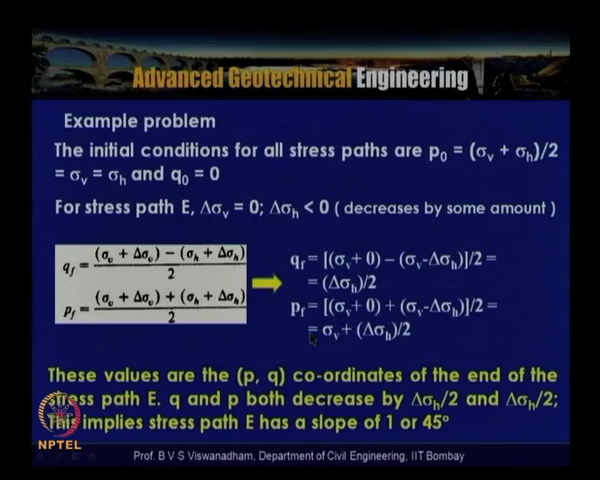 Advanced Geotechnical Engineering
Example problem
The initial conditions for all stress paths are p₀ = (σᵥ + σₕ)/2
= σᵥ = σₕ and q₀ = 0
For stress path E, Δσᵥ = 0; Δσₕ < 0 ( decreases by some amount )
q_f = (σᵥ + Δσᵥ) − (σₕ + Δσₕ) / 2
p_f = (σᵥ + Δσᵥ) + (σₕ + Δσₕ) / 2
q_f = [(σᵥ+ 0) – (σᵥ-Δσₕ)]/2 =
= (Δσₕ)/2
p_f = [(σᵥ+0) + (σᵥ-Δσₕ)]/2 =
= σᵥ+ (Δσₕ)/2
These values are the (p, q) co-ordinates of the end of the
stress path E. q and p both decrease by Δσₕ/2 and Δσₕ/2;
This implies stress path E has a slope of 1 or 45°
NPTEL
Prof. B V S Viswanadham, Department of Civil Engineering, IIT Bombay